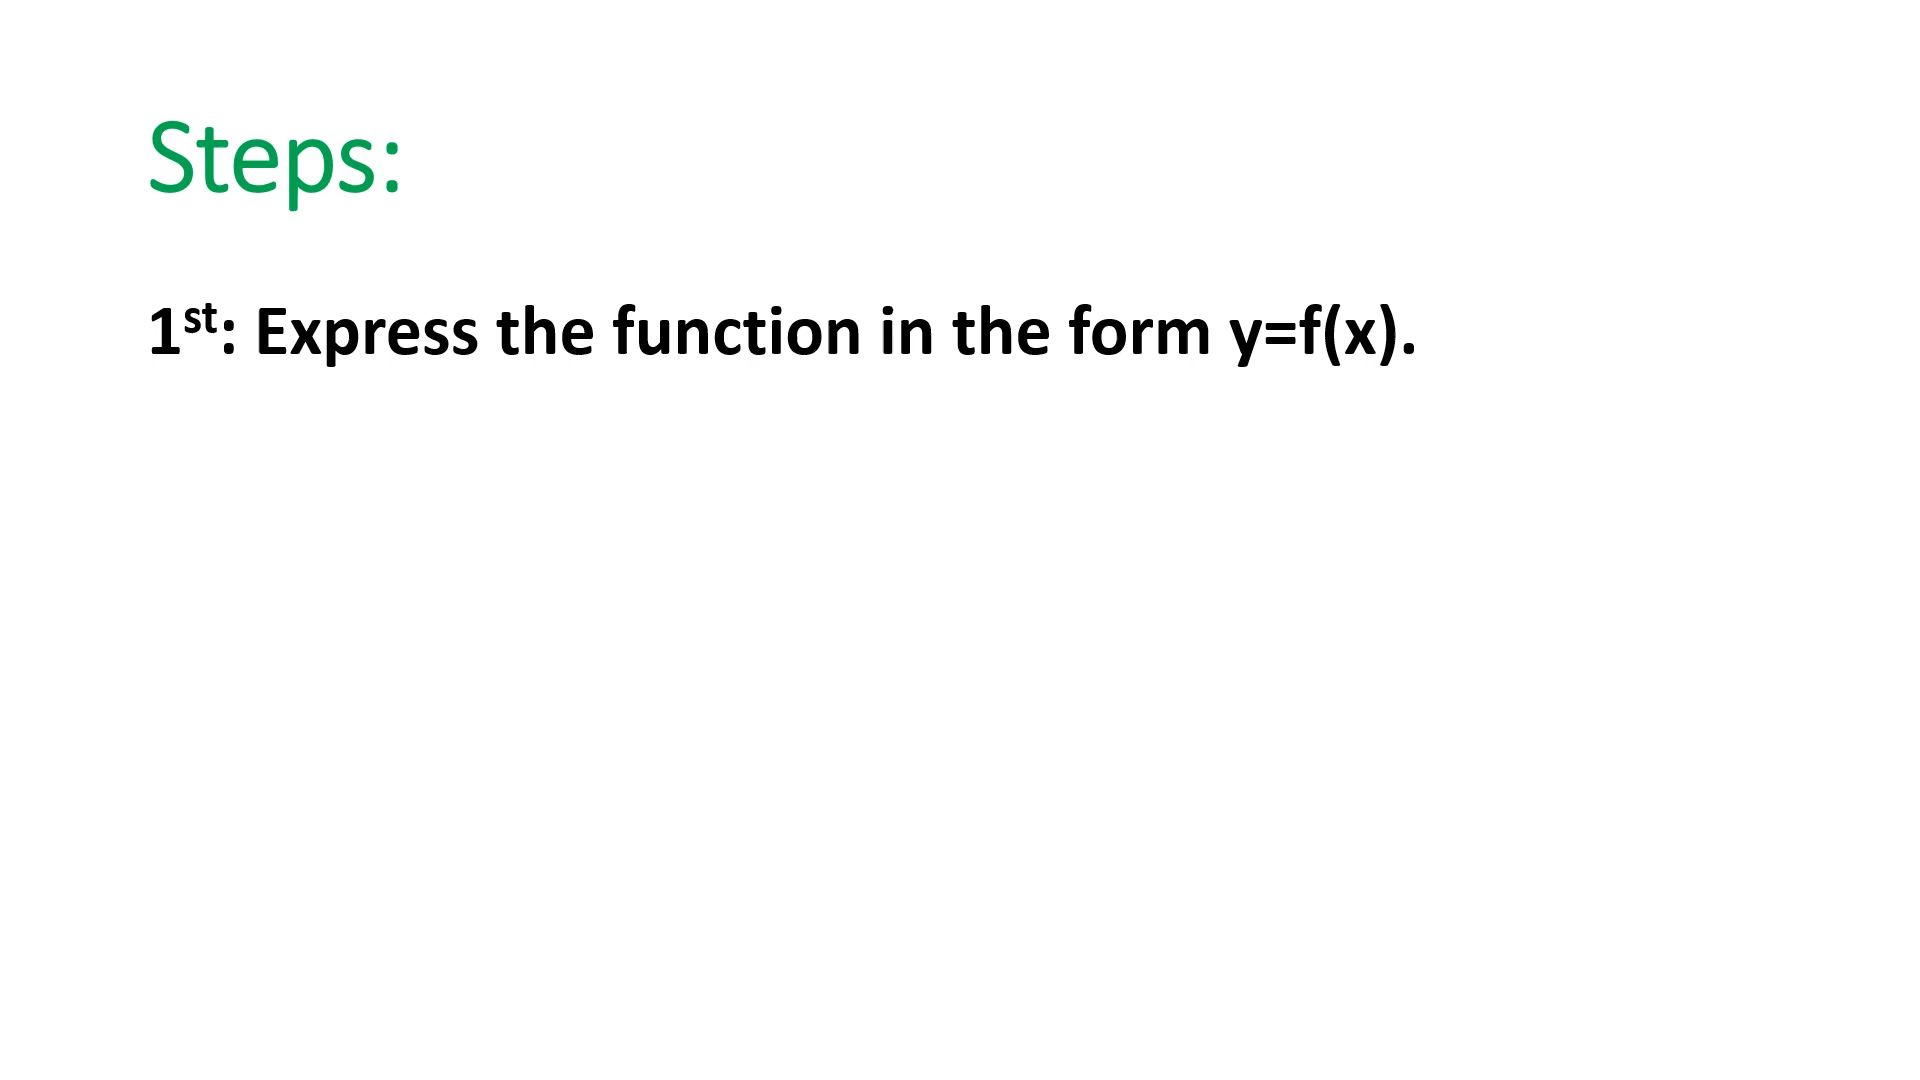 Steps:
1st: Express the function in the form y=f(x).